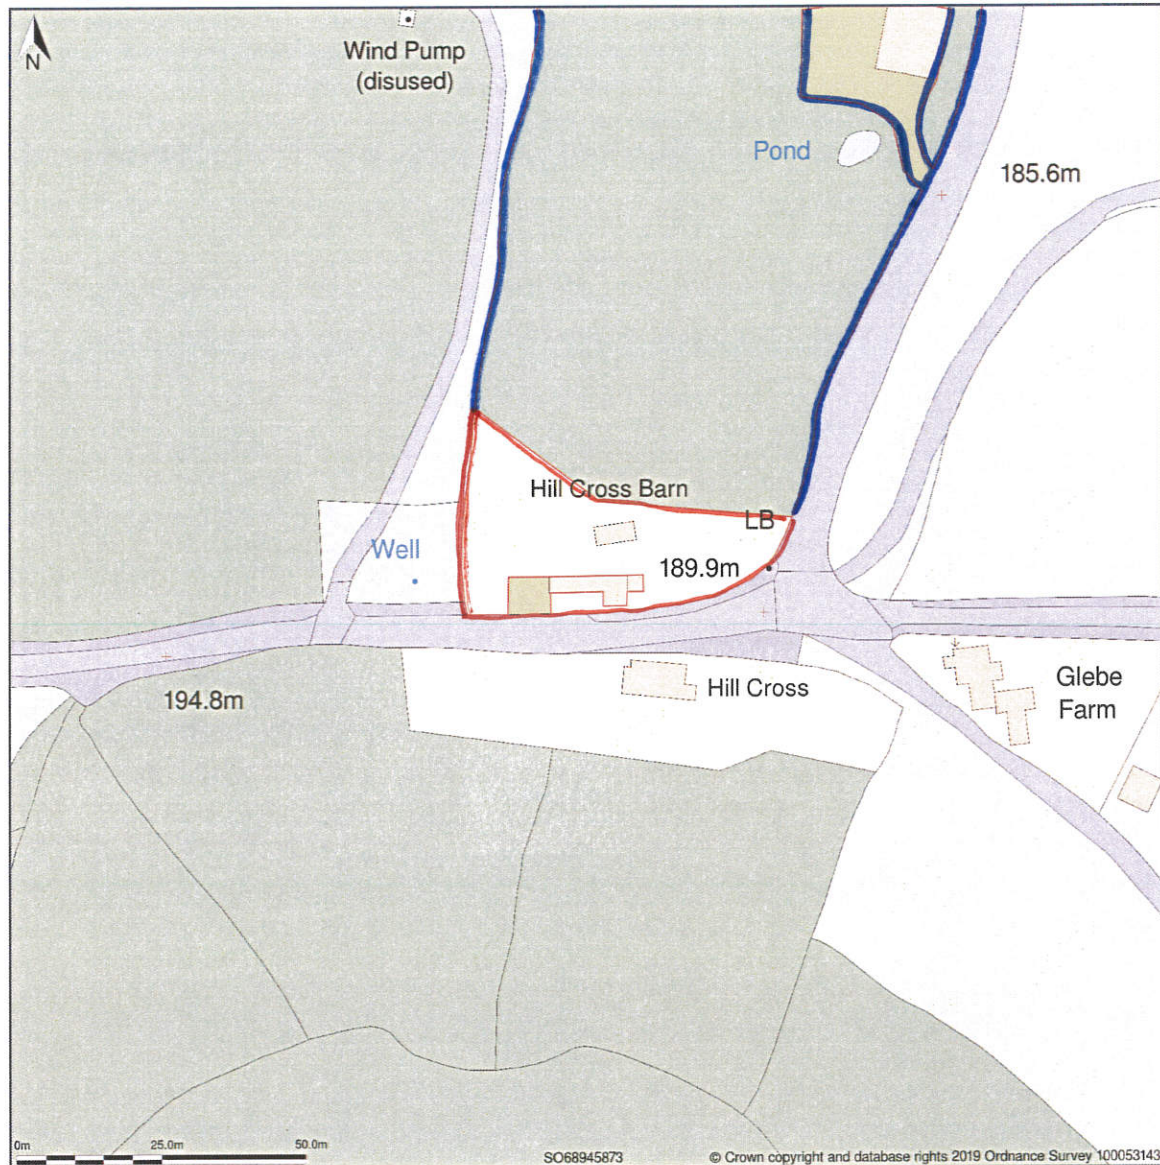 N
Wind Pump
(disused)
Pond
185.6m
Hill Cross Barn
LB
Well
189.9m
194.8m
Hill Cross
Glebe
Farm
0m 25.0m 50.0m
SO68945873
© Crown copyright and database rights 2019 Ordnance Survey 100053143